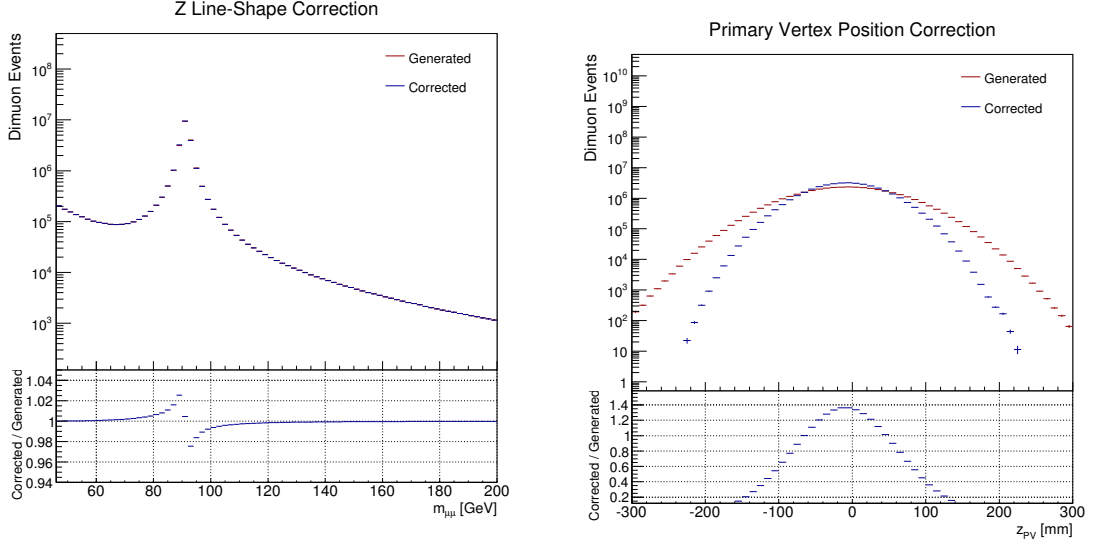 Z Line-Shape Correction
Dimuon Events
10^8
10^7
10^6
10^5
10^4
10^3
Generated
Corrected
Corrected / Generated
1.04
1.02
1
0.98
0.96
0.94
60 80 100 120 140 160 180 200
m_μμ [GeV]
Primary Vertex Position Correction
Dimuon Events
10^10
10^9
10^8
10^7
10^6
10^5
10^4
10^3
10^2
10
1
Generated
Corrected
Corrected / Generated
1.4
1.2
1
0.8
0.6
0.4
0.2
-300 -200 -100 0 100 200 300
z_PV [mm]